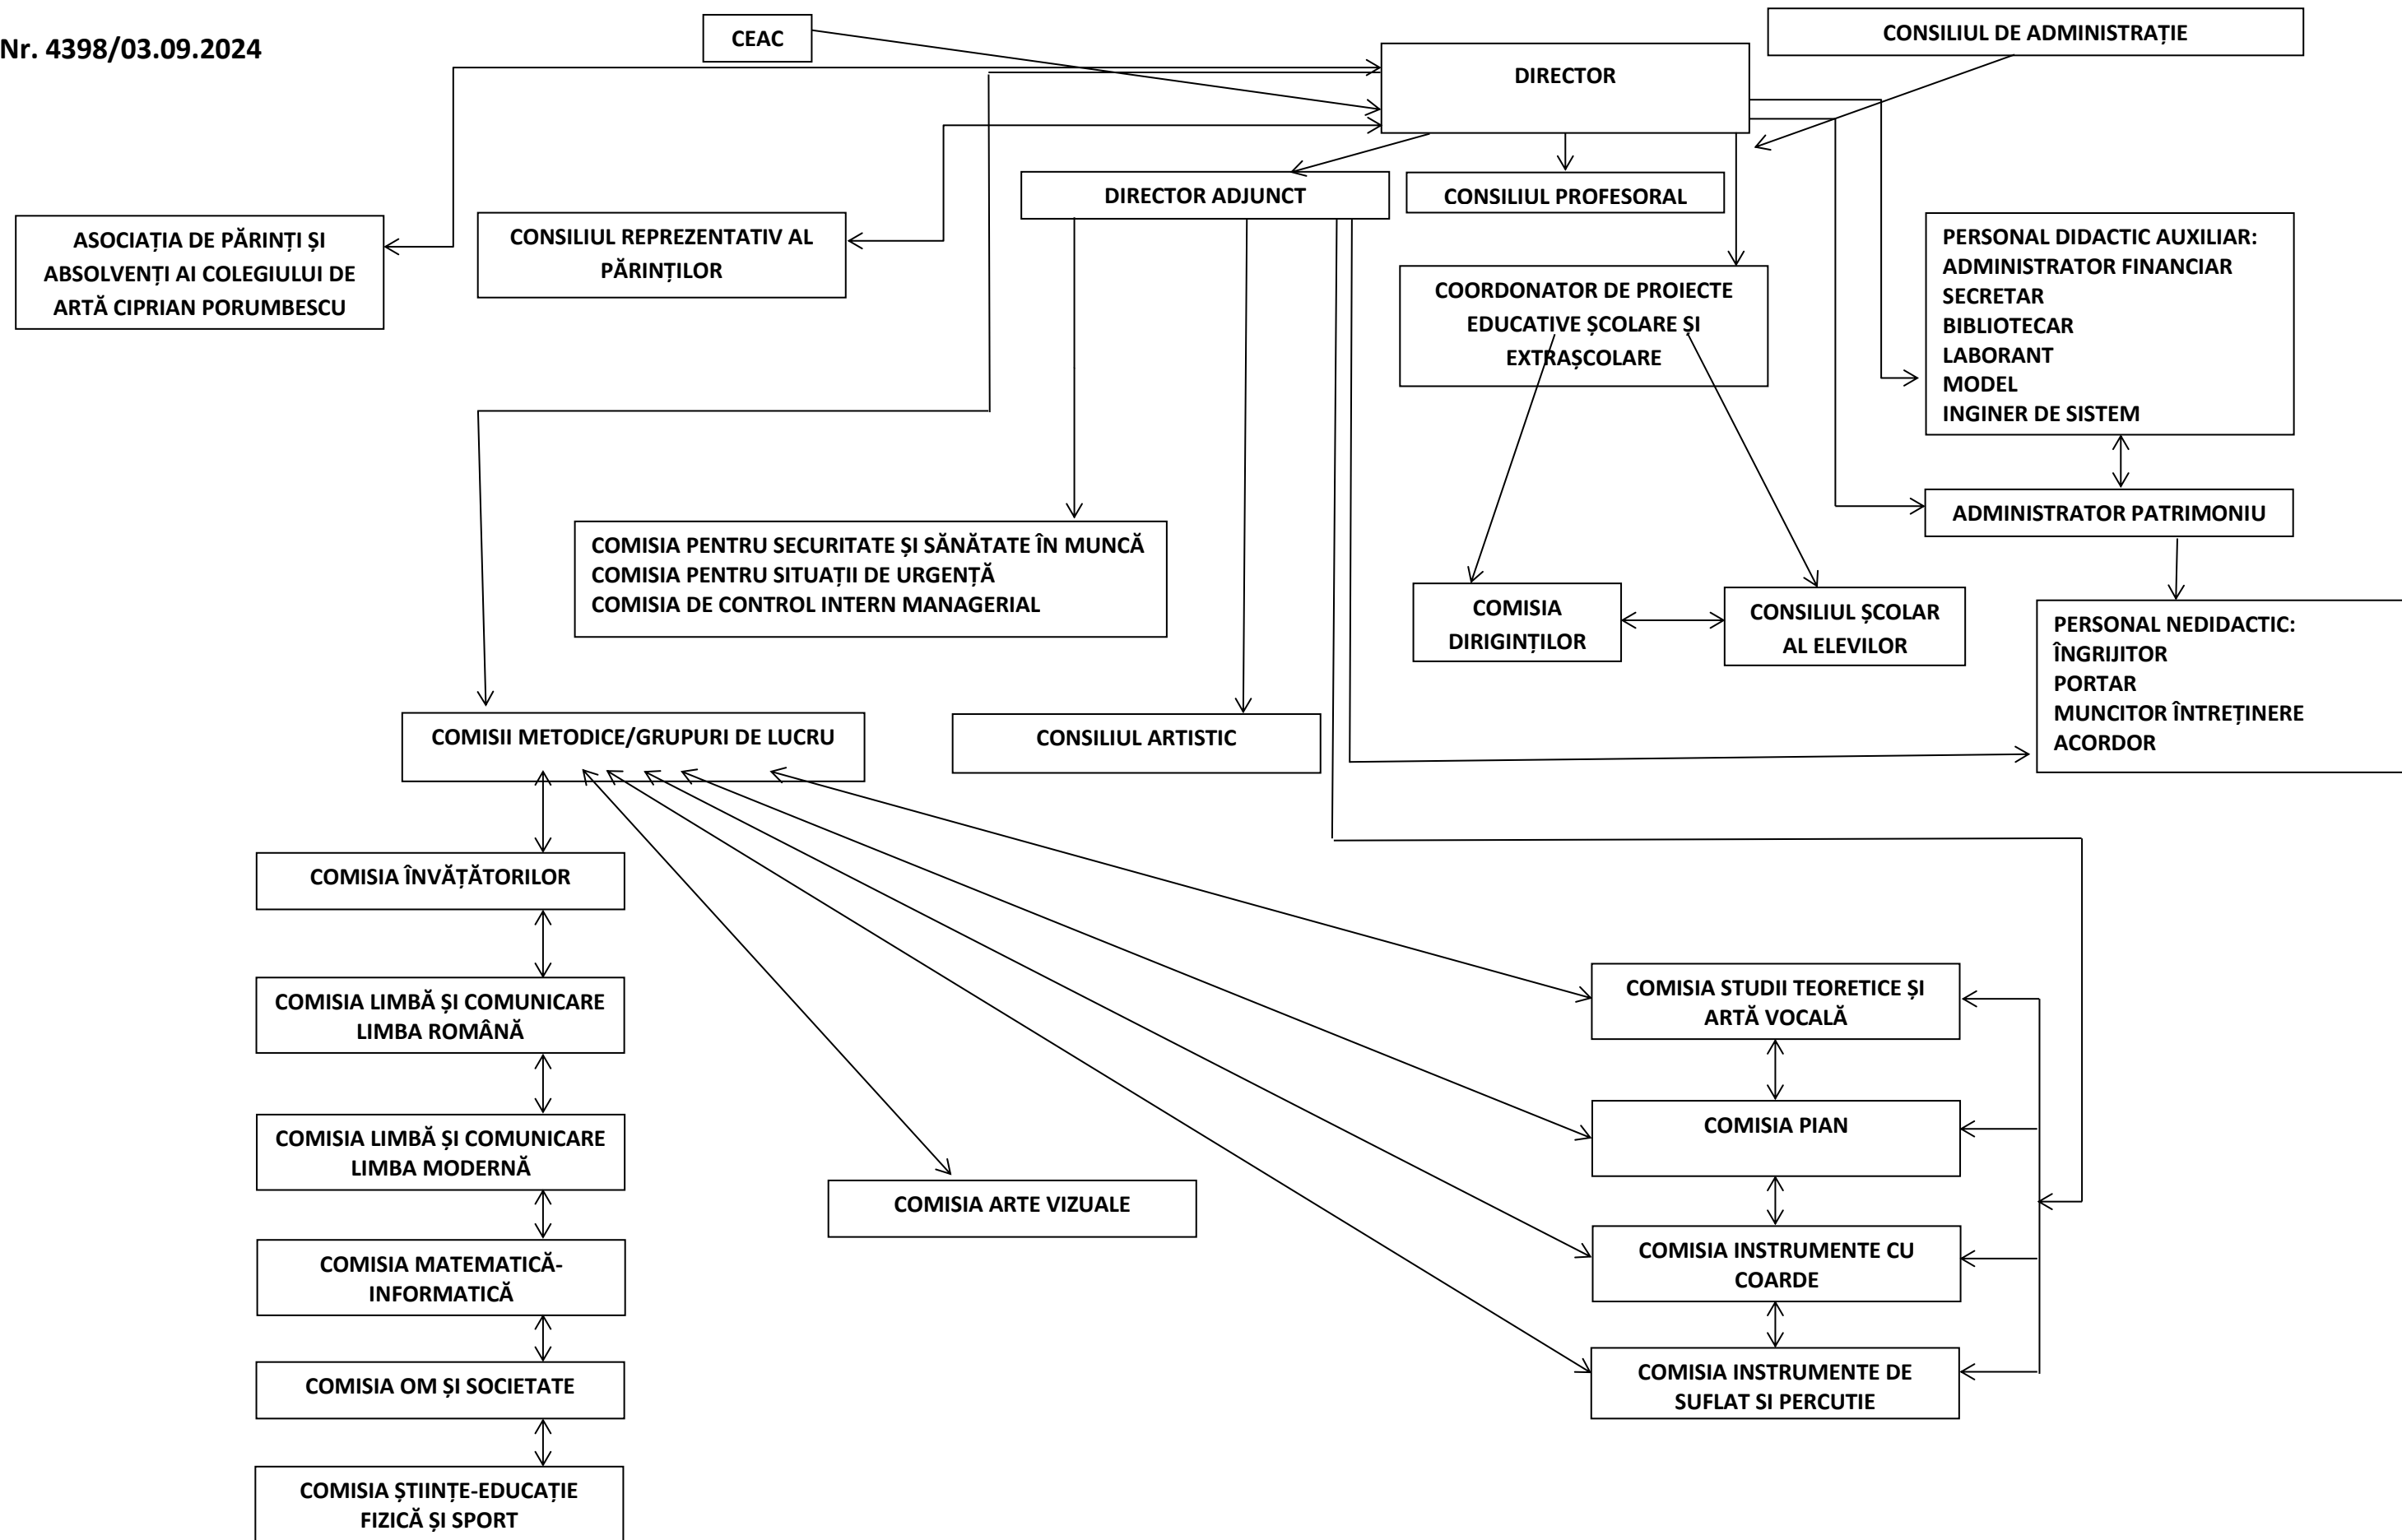 Nr. 4398/03.09.2024
CEAC
CONSILIUL DE ADMINISTRAȚIE
DIRECTOR
DIRECTOR ADJUNCT
CONSILIUL PROFESORAL
ASOCIAȚIA DE PĂRINȚI ȘI
ABSOLVENȚI AI COLEGIULUI DE
ARTĂ CIPRIAN PORUMBESCU
CONSILIUL REPREZENTATIV AL
PĂRINȚILOR
COORDONATOR DE PROIECTE
EDUCATIVE ȘCOLARE ȘI
EXTRAȘCOLARE
PERSONAL DIDACTIC AUXILIAR:
ADMINISTRATOR FINANCIAR
SECRETAR
BIBLIOTECAR
LABORANT
MODEL
INGINER DE SISTEM
ADMINISTRATOR PATRIMONIU
COMISIA PENTRU SECURITATE ȘI SĂNĂTATE ÎN MUNCĂ
COMISIA PENTRU SITUAȚII DE URGENȚĂ
COMISIA DE CONTROL INTERN MANAGERIAL
COMISIA
DIRIGINȚILOR
CONSILIUL ȘCOLAR
AL ELEVILOR
PERSONAL NEDIDACTIC:
ÎNGRIJITOR
PORTAR
MUNCITOR ÎNTREȚINERE
ACORDOR
COMISII METODICE/GRUPURI DE LUCRU
CONSILIUL ARTISTIC
COMISIA ÎNVĂȚĂTORILOR
COMISIA LIMBĂ ȘI COMUNICARE
LIMBA ROMÂNĂ
COMISIA LIMBĂ ȘI COMUNICARE
LIMBA MODERNĂ
COMISIA MATEMATICĂ-
INFORMATICĂ
COMISIA OM ȘI SOCIETATE
COMISIA ȘTIINȚE-EDUCAȚIE
FIZICĂ ȘI SPORT
COMISIA ARTE VIZUALE
COMISIA STUDII TEORETICE ȘI
ARTĂ VOCALĂ
COMISIA PIAN
COMISIA INSTRUMENTE CU
COARDE
COMISIA INSTRUMENTE DE
SUFLAT SI PERCUTIE